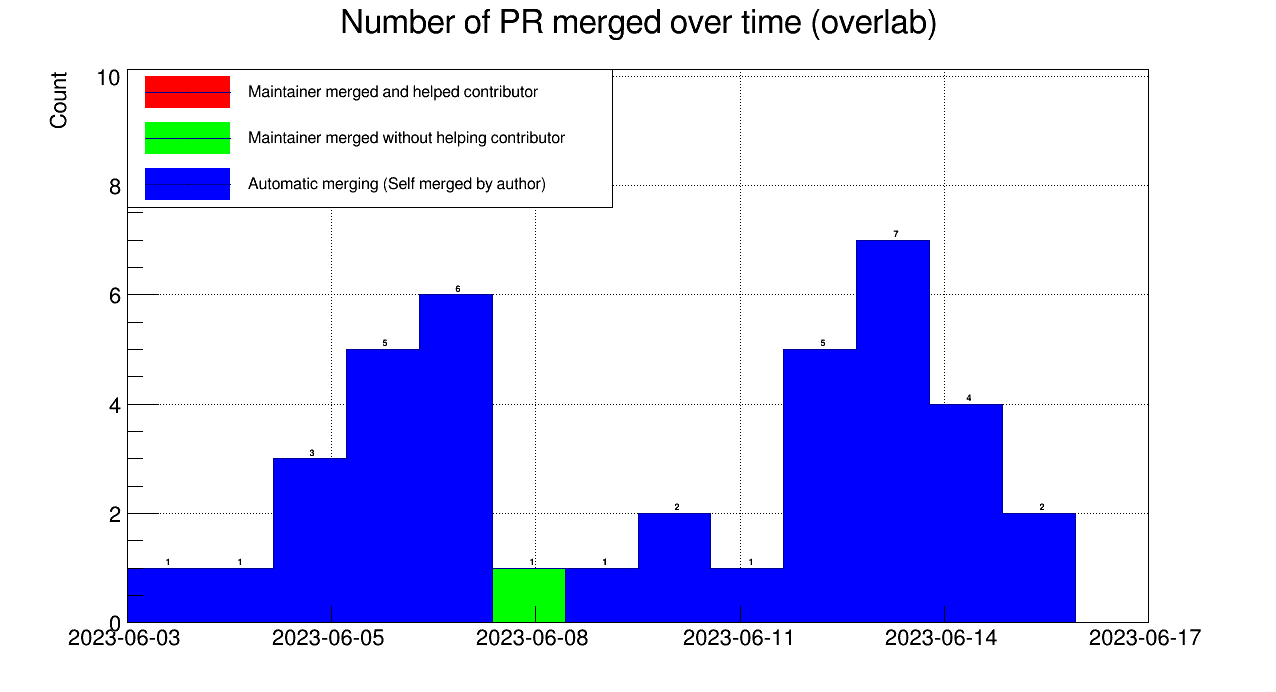 Number of PR merged over time (overlab)
Count
10
8
6
4
2
0
Maintainer merged and helped contributor
Maintainer merged without helping contributor
Automatic merging (Self merged by author)
1 1 3 5 6 1 1 2 1 5 7 4 2
2023-06-03 2023-06-05 2023-06-08 2023-06-11 2023-06-14 2023-06-17